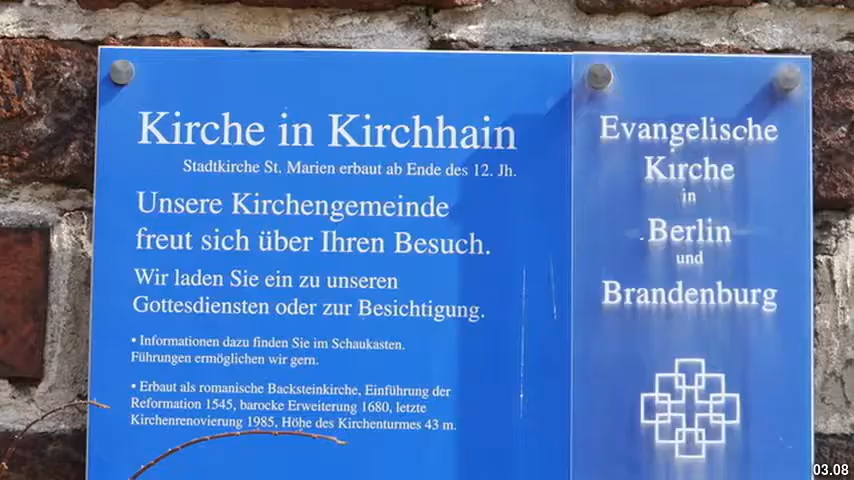 Kirche in Kirchhain
Stadtkirche St. Marien erbaut ab Ende des 12. Jh.
Unsere Kirchengemeinde
freut sich über Ihren Besuch.
Wir laden Sie ein zu unseren
Gottesdiensten oder zur Besichtigung.
• Informationen dazu finden Sie im Schaukasten.
Führungen ermöglichen wir gern.
• Erbaut als romanische Backsteinkirche, Einführung der
Reformation 1545, barocke Erweiterung 1680, letzte
Kirchenrenovierung 1985, Höhe des Kirchenturmes 43 m.
Evangelische
Kirche
in
Berlin
und
Brandenburg
03.08